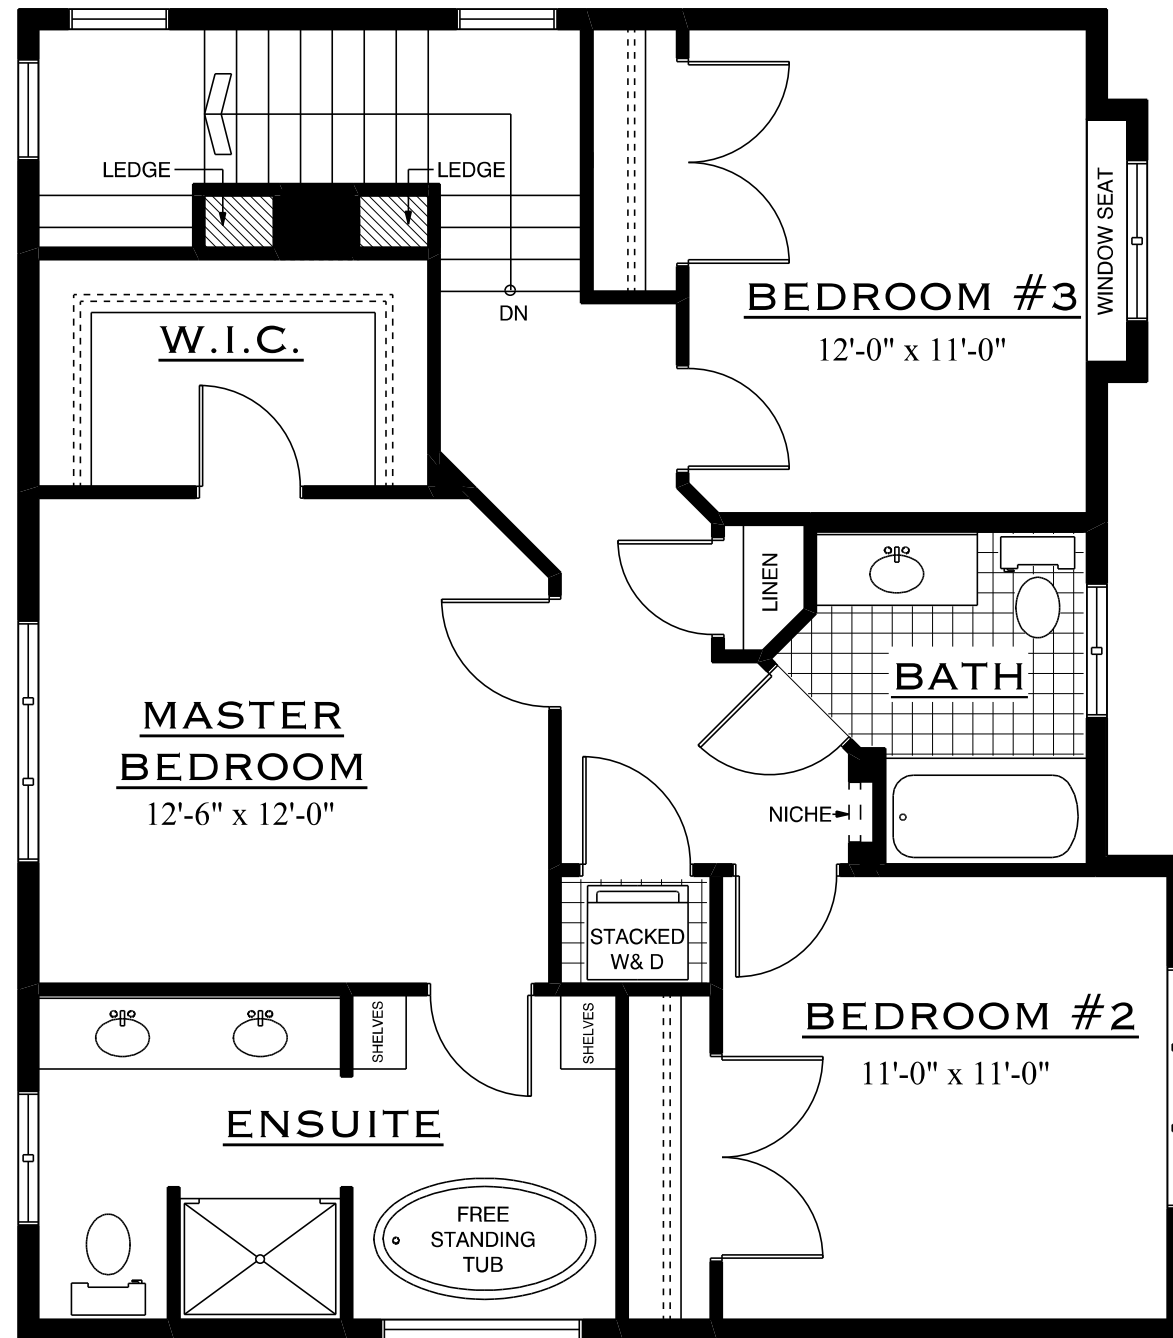 LEDGE
LEDGE
DN
W.I.C.
BEDROOM #3
12'-0" x 11'-0"
WINDOW SEAT
LINEN
BATH
MASTER
BEDROOM
12'-6" x 12'-0"
NICHE
STACKED
W& D
SHELVES
SHELVES
BEDROOM #2
11'-0" x 11'-0"
ENSUITE
FREE
STANDING
TUB